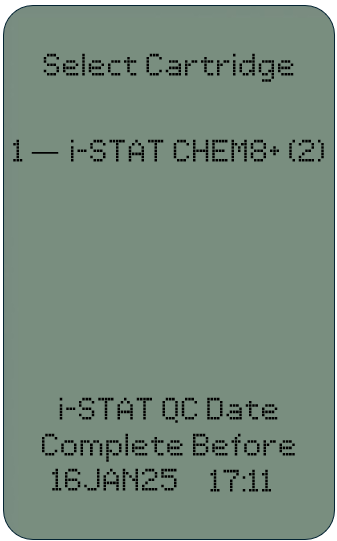 Select Cartridge
1 — i-STAT CHEM8+ (2)
i-STAT QC Date
Complete Before
16JAN25 17:11